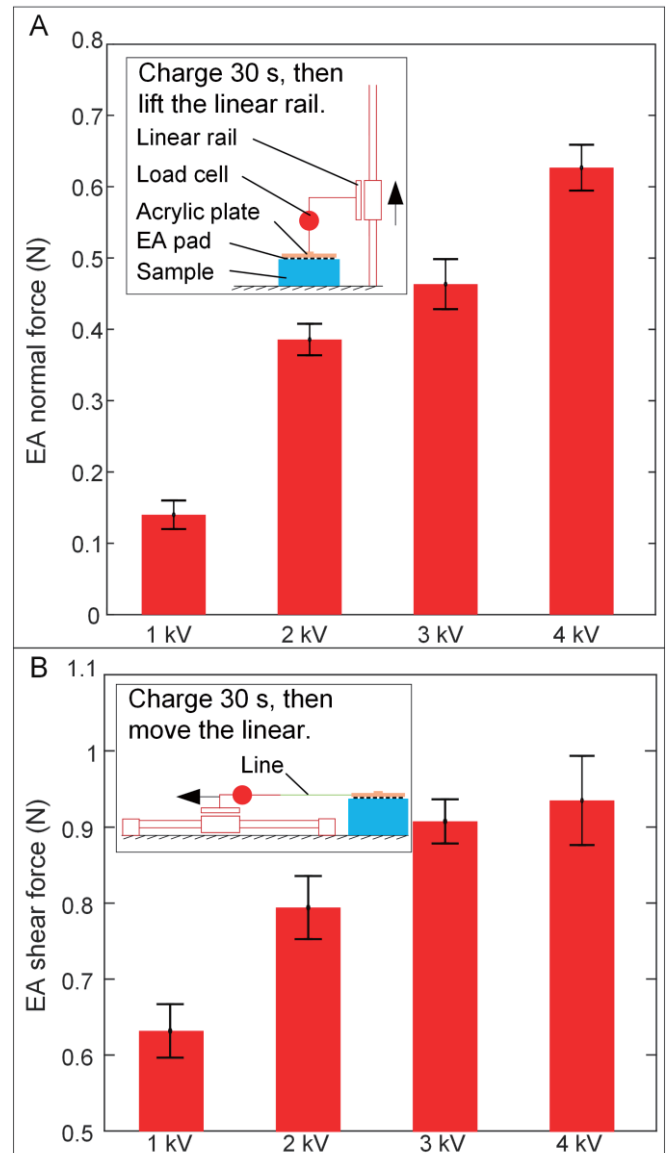 A
0.8
0.7
0.6
0.5
0.4
0.3
0.2
0.1
0
EA normal force (N)
Charge 30 s, then
lift the linear rail.
Linear rail
Load cell
Acrylic plate
EA pad
Sample
1 kV 2 kV 3 kV 4 kV
B
1.1
1
0.9
0.8
0.7
0.6
0.5
EA shear force (N)
Charge 30 s, then
move the linear.
Line
1 kV 2 kV 3 kV 4 kV